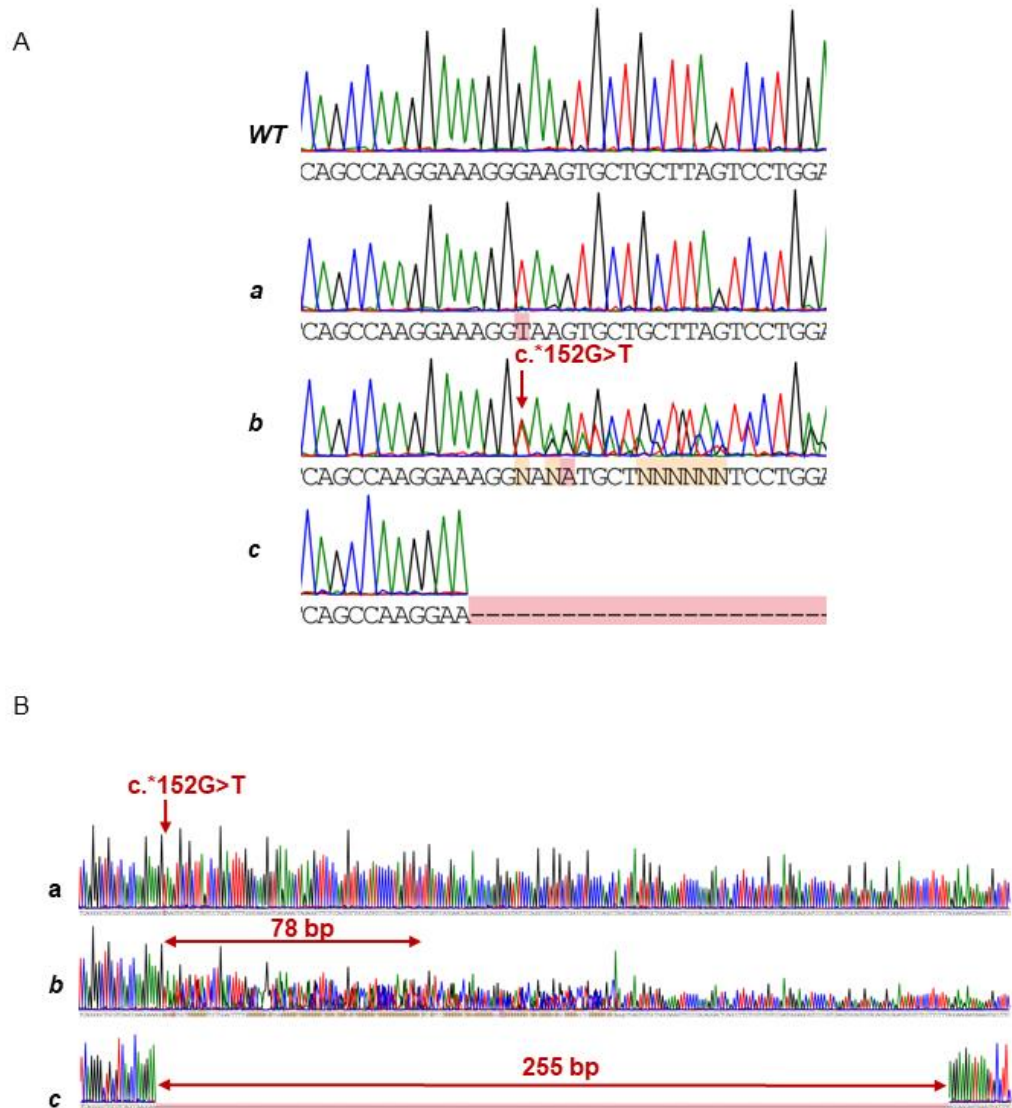 A
WT
CAGCCAAGGAAAGGGAAGTGCTGCTTAGTCCTGGA
a
CAGCCAAGGAAAGGTAAGTGCTGCTTAGTCCTGGA
c.*152G>T
b
CAGCCAAGGAAAGGNANATGCTNNNNNNTCCTGGA
c
CAGCCAAGGAA------------------------
B
c.*152G>T
a
78 bp
b
255 bp
c